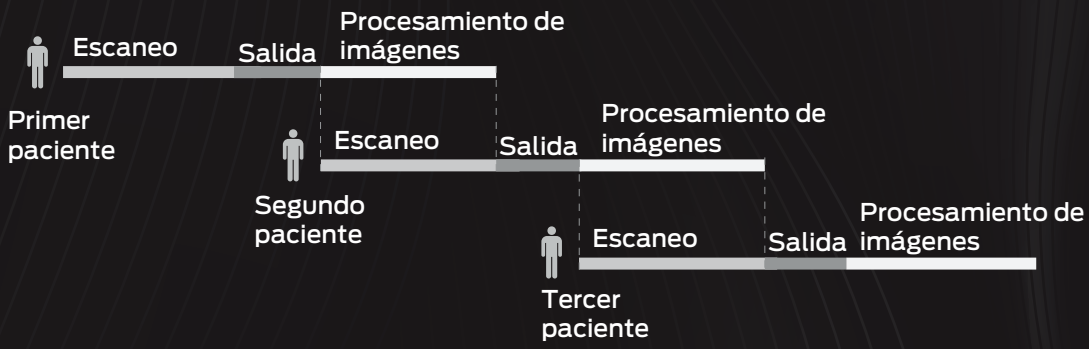 Escaneo
Salida
Procesamiento de
imágenes
Primer
paciente
Escaneo
Salida
Procesamiento de
imágenes
Segundo
paciente
Escaneo
Salida
Procesamiento de
imágenes
Tercer
paciente